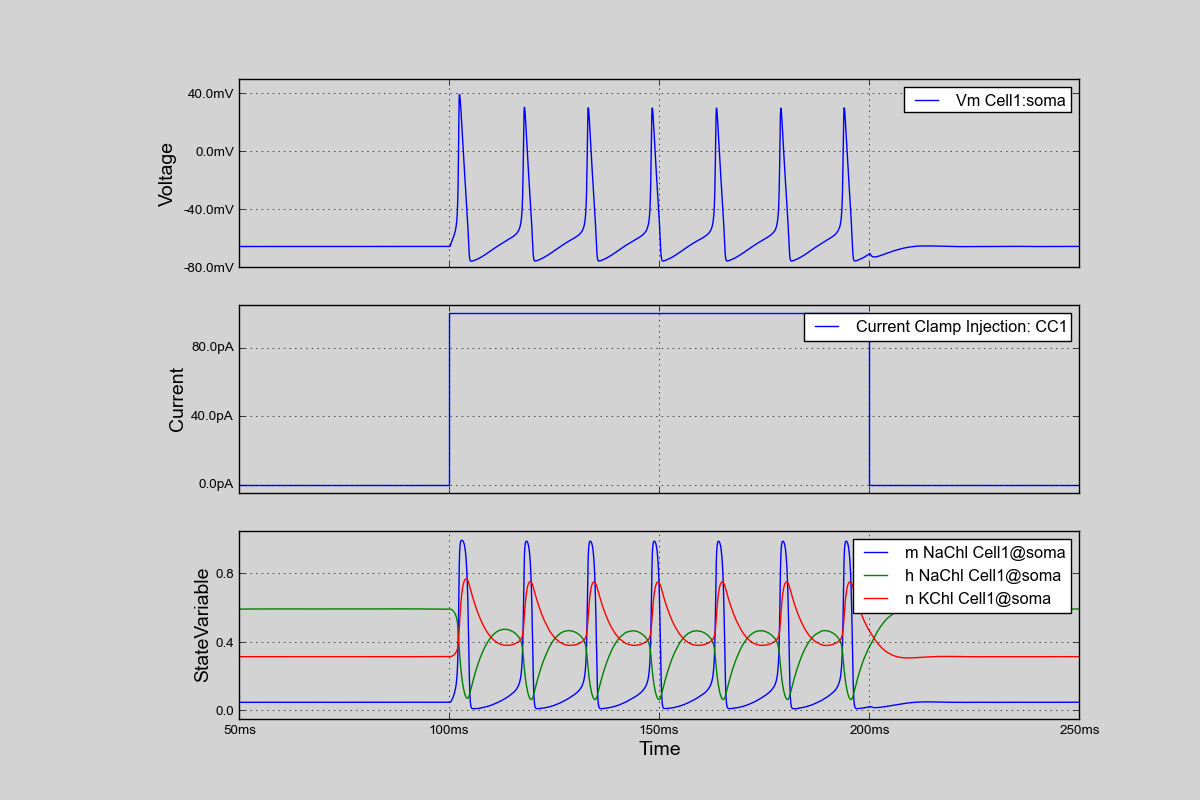 40.0mV
0.0mV
-40.0mV
-80.0mV
Voltage
Vm Cell1:soma
80.0pA
40.0pA
0.0pA
Current
Current Clamp Injection: CC1
0.8
0.4
0.0
StateVariable
m NaChl Cell1@soma
h NaChl Cell1@soma
n KChl Cell1@soma
50ms 100ms 150ms 200ms 250ms
Time